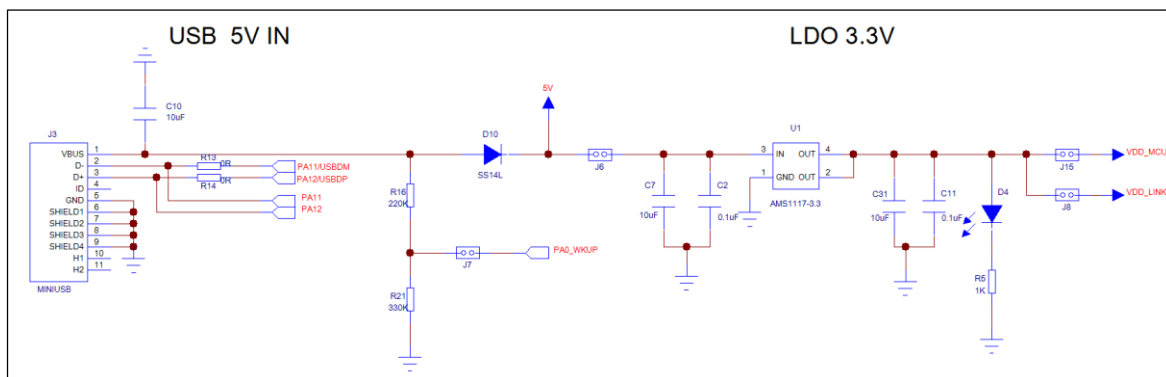 USB 5V IN
LDO 3.3V
C10
10uF
J3
VBUS 1
D- 2
D+ 3
ID 4
GND 5
SHIELD1 6
SHIELD2 7
SHIELD3 8
SHIELD4 9
H1 10
H2 11
MINIUSB
R13
0R
R14
0R
PA11/USBDM
PA12/USBDP
PA11
PA12
D10
SS14L
5V
J6
R16
220K
J7
PA0_WKUP
R21
330K
C7
10uF
C2
0.1uF
U1
3 IN OUT 4
1 GND OUT 2
AMS1117-3.3
C31
10uF
C11
0.1uF
D4
R5
1K
J15
VDD_MCU
J8
VDD_LINK